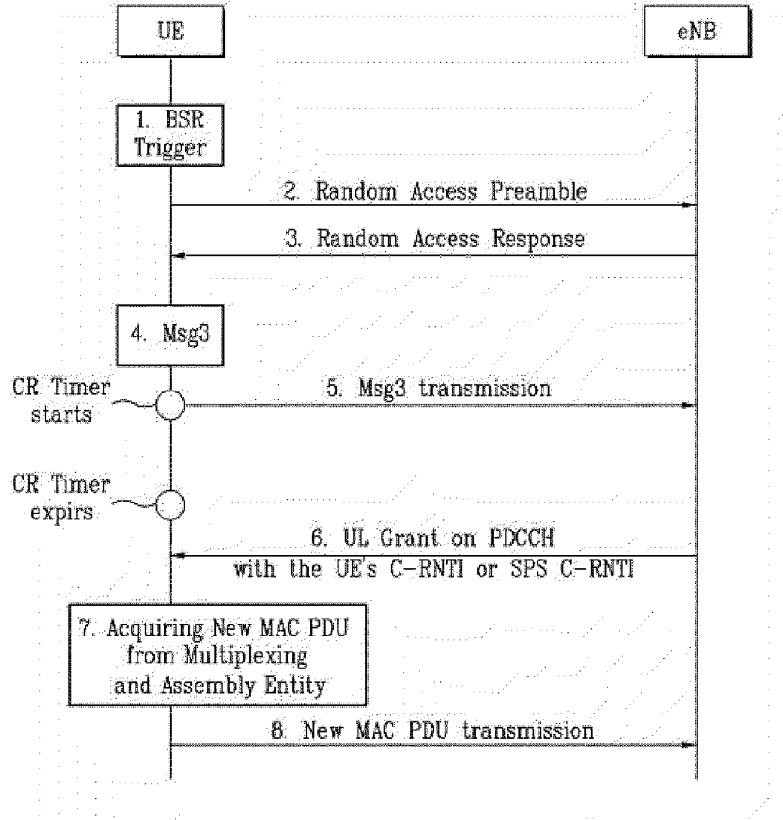 UE
eNB
1. BSR
Trigger
2. Random Access Preamble
3. Random Access Response
4. Msg3
CR Timer
starts
5. Msg3 transmission
CR Timer
expirs
6. UL Grant on PDCCH
with the UE's C-RNTI or SPS C-RNTI
7. Acquiring New MAC PDU
from Multiplexing
and Assembly Entity
8. New MAC PDU transmission